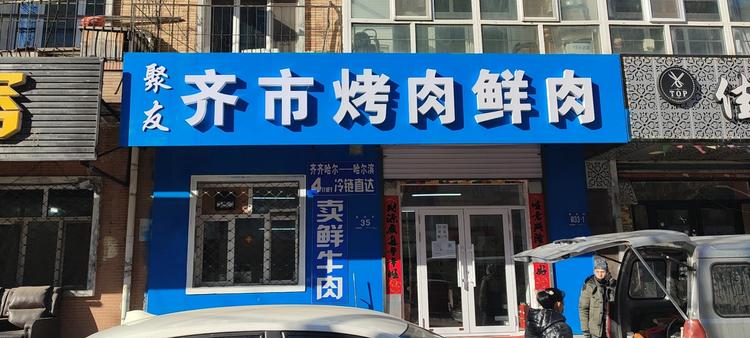 聚友
齐市烤肉鲜肉
齐齐哈尔——哈尔滨
冷链直达
卖鲜牛肉
35
TOP
佳